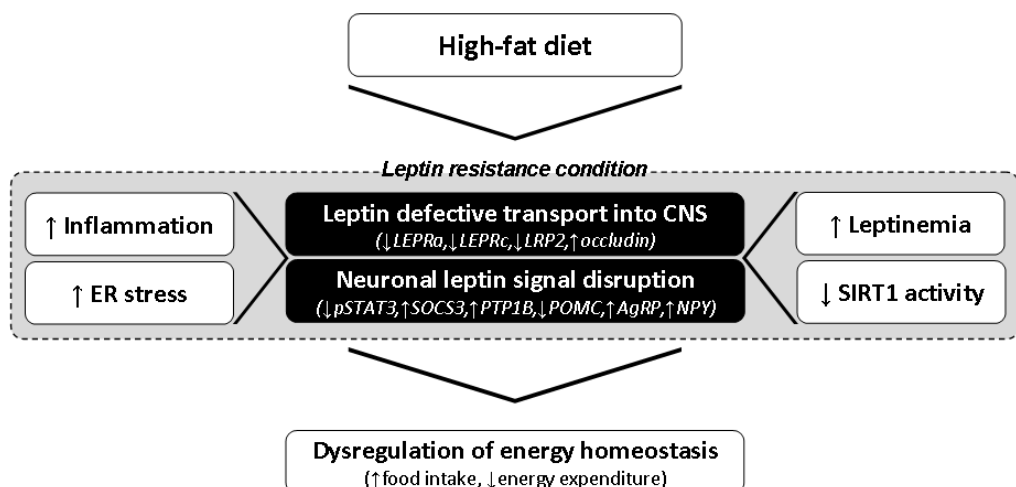 High-fat diet
Leptin resistance condition
↑ Inflammation
↑ ER stress
Leptin defective transport into CNS
(↓LEPRa,↓LEPRc,↓LRP2,↑occludin)
Neuronal leptin signal disruption
(↓pSTAT3,↑SOCS3,↑PTP1B,↓POMC,↑AgRP,↑NPY)
↑ Leptinemia
↓ SIRT1 activity
Dysregulation of energy homeostasis
(↑food intake, ↓energy expenditure)